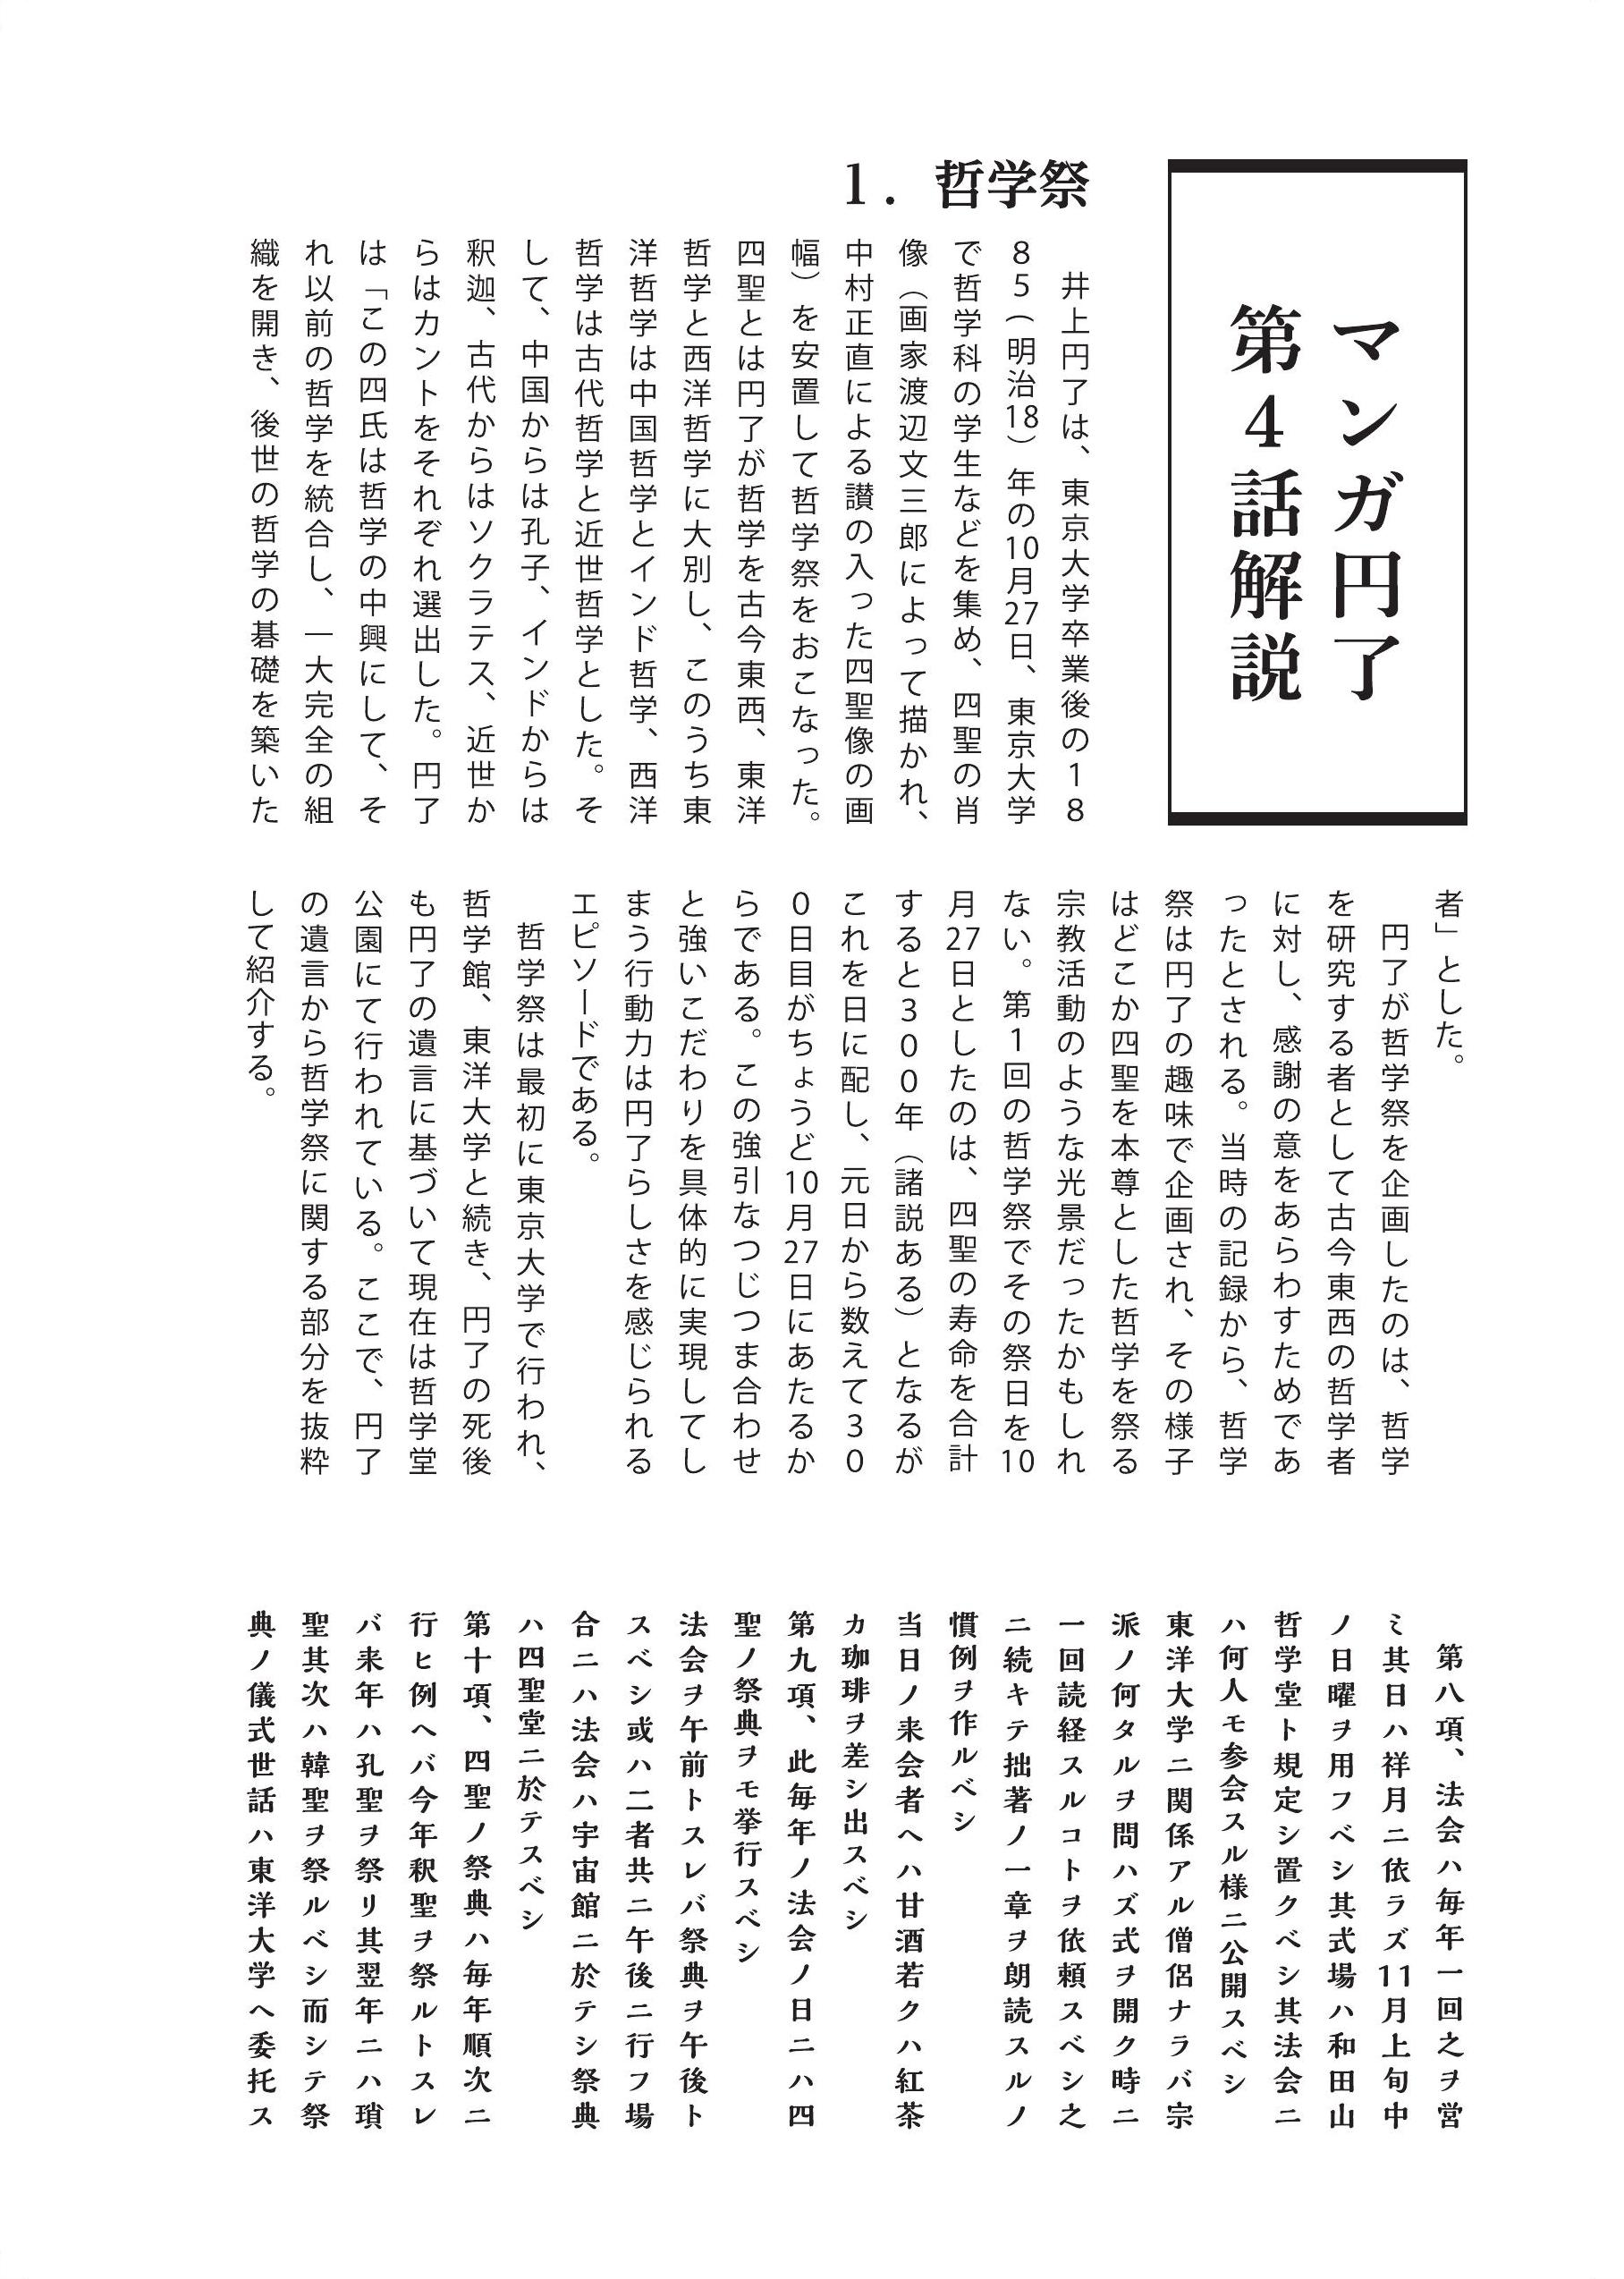 マンガ円了
第4話解説
1．哲学祭
　井上円了は、東京大学卒業後の１８
８５（明治18）年の10月27日、東京大学
で哲学科の学生などを集め、四聖の肖
像（画家渡辺文三郎によって描かれ、
中村正直による讃の入った四聖像の画
幅）を安置して哲学祭をおこなった。
四聖とは円了が哲学を古今東西、東洋
哲学と西洋哲学に大別し、このうち東
洋哲学は中国哲学とインド哲学、西洋
哲学は古代哲学と近世哲学とした。そ
して、中国からは孔子、インドからは
釈迦、古代からはソクラテス、近世か
らはカントをそれぞれ選出した。円了
は「この四氏は哲学の中興にして、そ
れ以前の哲学を統合し、一大完全の組
織を開き、後世の哲学の碁礎を築いた
者」とした。
　円了が哲学祭を企画したのは、哲学
を研究する者として古今東西の哲学者
に対し、感謝の意をあらわすためであ
ったとされる。当時の記録から、哲学
祭は円了の趣味で企画され、その様子
はどこか四聖を本尊とした哲学を祭る
宗教活動のような光景だったかもしれ
ない。第１回の哲学祭でその祭日を10
月27日としたのは、四聖の寿命を合計
すると３００年（諸説ある）となるが
これを日に配し、元日から数えて３０
０日目がちょうど10月27日にあたるか
らである。この強引なつじつま合わせ
と強いこだわりを具体的に実現してし
まう行動力は円了らしさを感じられる
エピソードである。
　哲学祭は最初に東京大学で行われ、
哲学館、東洋大学と続き、円了の死後
も円了の遺言に基づいて現在は哲学堂
公園にて行われている。ここで、円了
の遺言から哲学祭に関する部分を抜粋
して紹介する。
　第八項、法会ハ毎年一回之ヲ営
ミ其日ハ祥月ニ依ラズ11月上旬中
ノ日曜ヲ用フベシ其式場ハ和田山
哲学堂ト規定シ置クベシ其法会ニ
ハ何人モ参会スル様ニ公開スベシ
東洋大学ニ関係アル僧侶ナラバ宗
派ノ何タルヲ問ハズ式ヲ開ク時ニ
一回読経スルコトヲ依頼スベシ之
ニ続キテ拙著ノ一章ヲ朗読スルノ
慣例ヲ作ルベシ
当日ノ来会者ヘハ甘酒若クハ紅茶
カ珈琲ヲ差シ出スベシ
第九項、此毎年ノ法会ノ日ニハ四
聖ノ祭典ヲモ挙行スベシ
法会ヲ午前トスレバ祭典ヲ午後ト
スベシ或ハ二者共ニ午後ニ行フ場
合ニハ法会ハ宇宙館ニ於テシ祭典
ハ四聖堂ニ於テスベシ
第十項、四聖ノ祭典ハ毎年順次ニ
行ヒ例ヘバ今年釈聖ヲ祭ルトスレ
バ来年ハ孔聖ヲ祭リ其翌年ニハ瑣
聖其次ハ韓聖ヲ祭ルベシ而シテ祭
典ノ儀式世話ハ東洋大学ヘ委托ス